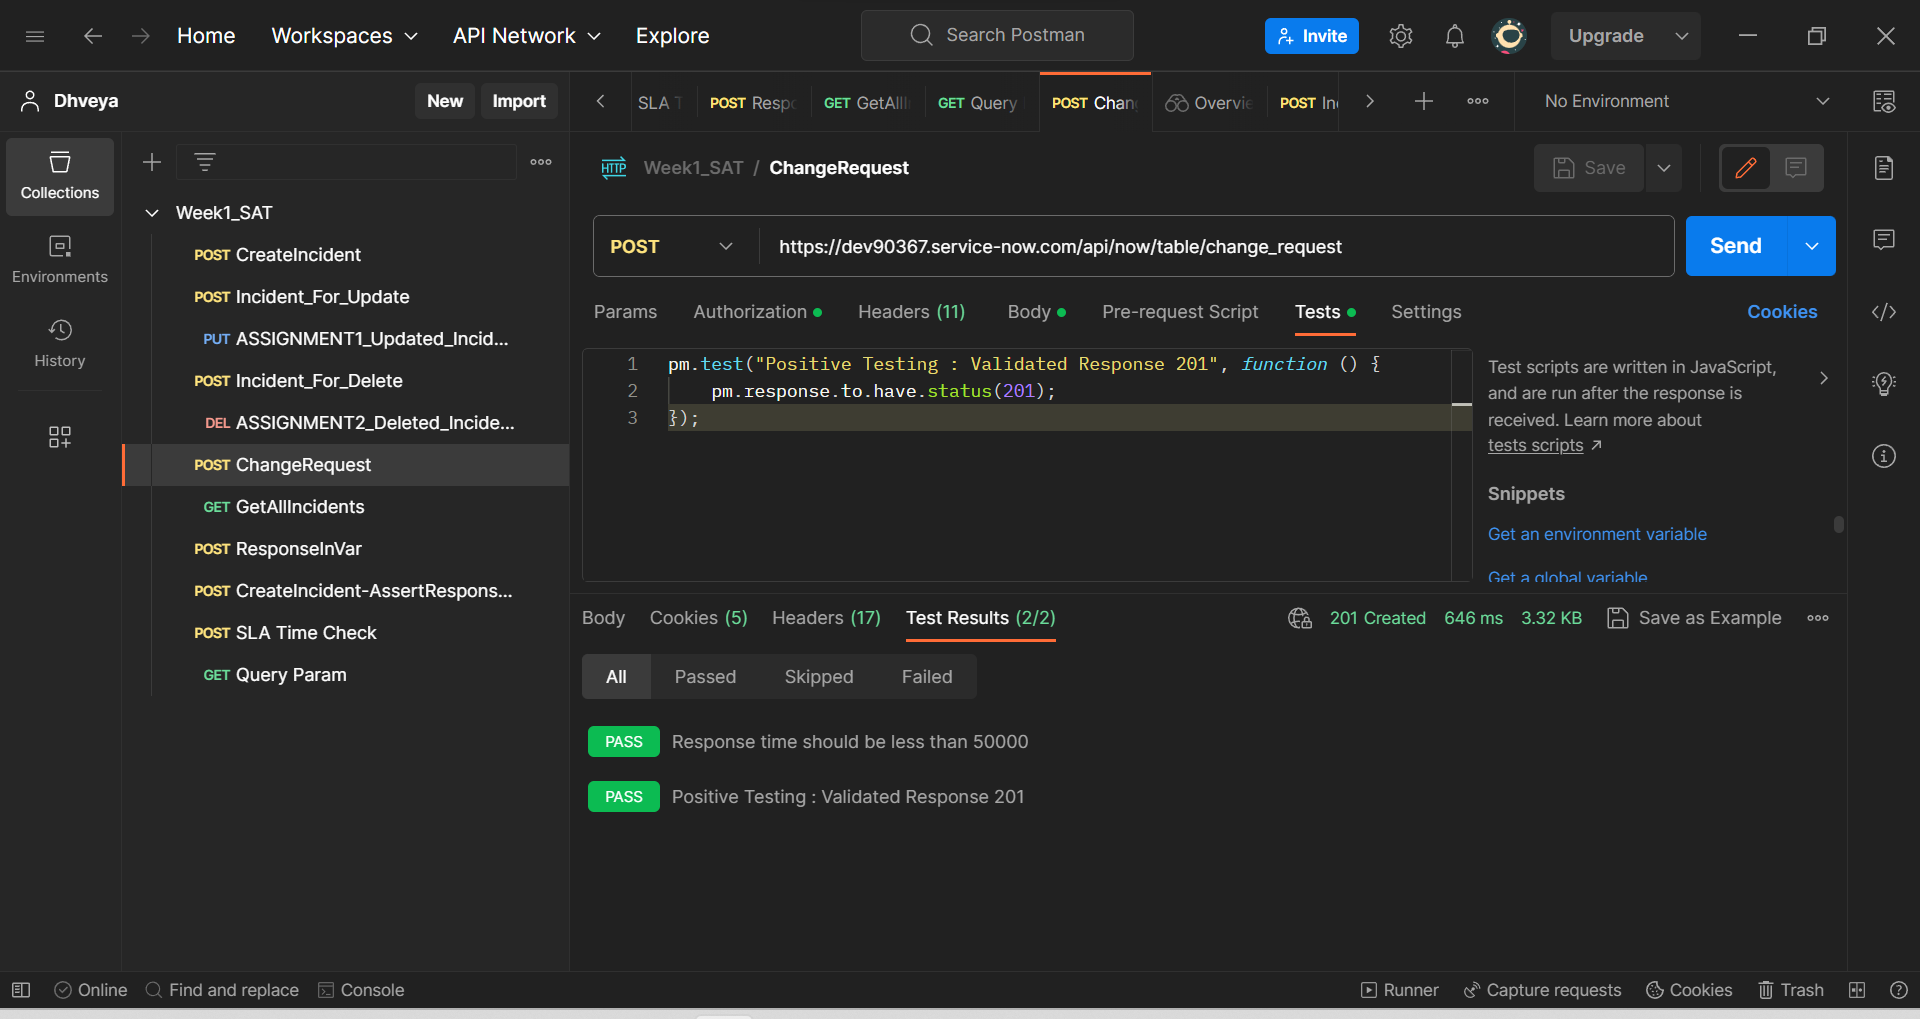 Home Workspaces API Network Explore Search Postman Invite Upgrade
Dhveya New Import
SLA T POST Respo GET GetAllI GET Query POST Chan Overvie POST In No Environment
Collections
Environments
History
Week1_SAT
POST CreateIncident
POST Incident_For_Update
PUT ASSIGNMENT1_Updated_Incid...
POST Incident_For_Delete
DEL ASSIGNMENT2_Deleted_Incide...
POST ChangeRequest
GET GetAllIncidents
POST ResponseInVar
POST CreateIncident-AssertRespons...
POST SLA Time Check
GET Query Param
HTTP Week1_SAT / ChangeRequest Save
POST https://dev90367.service-now.com/api/now/table/change_request Send
Params Authorization Headers (11) Body Pre-request Script Tests Settings Cookies
1 pm.test("Positive Testing : Validated Response 201", function () {
2 pm.response.to.have.status(201);
3 });
Test scripts are written in JavaScript,
and are run after the response is
received. Learn more about
tests scripts ↗
Snippets
Get an environment variable
Get a global variable
Body Cookies (5) Headers (17) Test Results (2/2) 201 Created 646 ms 3.32 KB Save as Example
All Passed Skipped Failed
PASS Response time should be less than 50000
PASS Positive Testing : Validated Response 201
Online Find and replace Console Runner Capture requests Cookies Trash